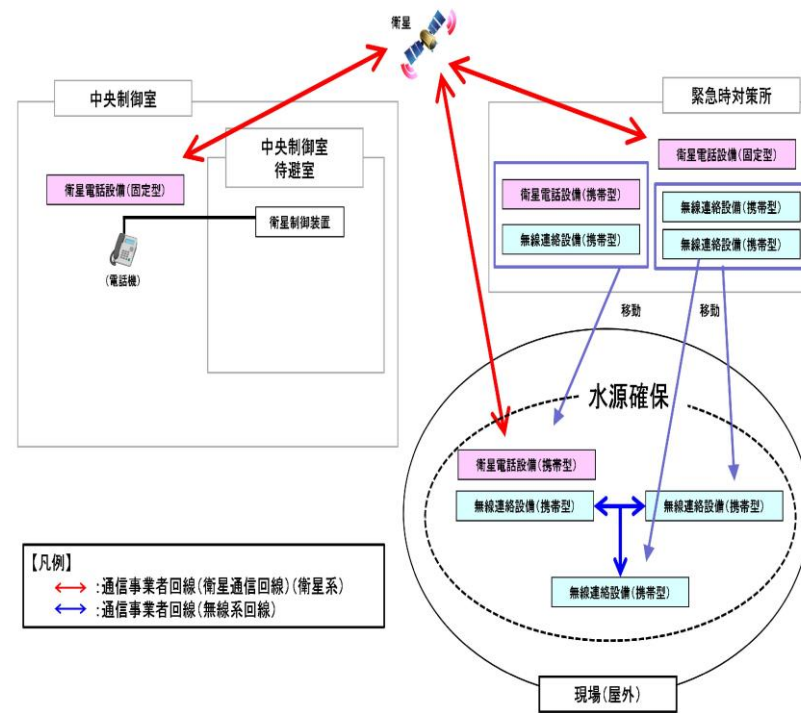 衛星
中央制御室
緊急時対策所
中央制御室
待避室
衛星電話設備(固定型)
衛星電話設備(固定型)
衛星電話設備(携帯型)
無線連絡設備(携帯型)
衛星制御装置
無線連絡設備(携帯型)
無線連絡設備(携帯型)
(電話機)
移動
移動
水源確保
衛星電話設備(携帯型)
無線連絡設備(携帯型)
無線連絡設備(携帯型)
無線連絡設備(携帯型)
【凡例】
:通信事業者回線(衛星通信回線)(衛星系)
:通信事業者回線(無線系回線)
現場(屋外)